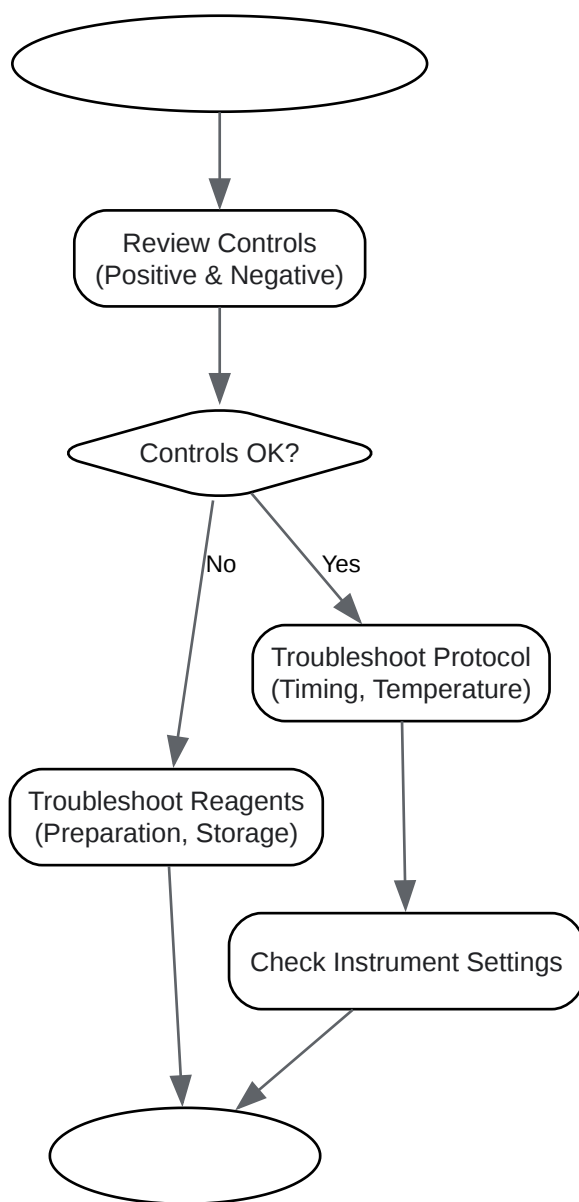 Review Controls
(Positive & Negative)
Controls OK?
No
Yes
Troubleshoot Protocol
(Timing, Temperature)
Troubleshoot Reagents
(Preparation, Storage)
Check Instrument Settings